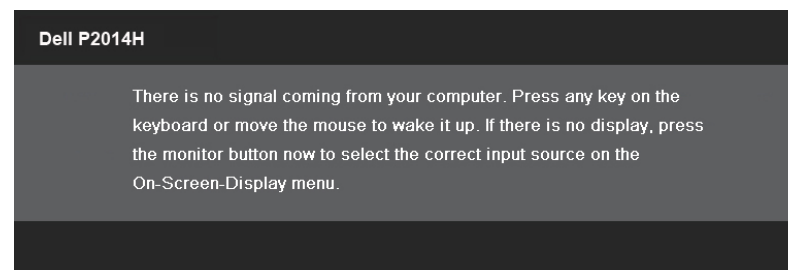 Dell P2014H
There is no signal coming from your computer. Press any key on the
keyboard or move the mouse to wake it up. If there is no display, press
the monitor button now to select the correct input source on the
On-Screen-Display menu.